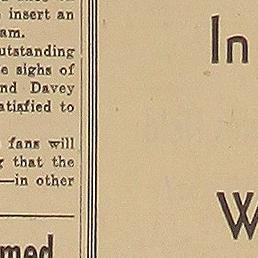 insert an
am.
utstanding
e sighs of
nd Davey
atisfied to
fans will
that the
—in other
med
In
W